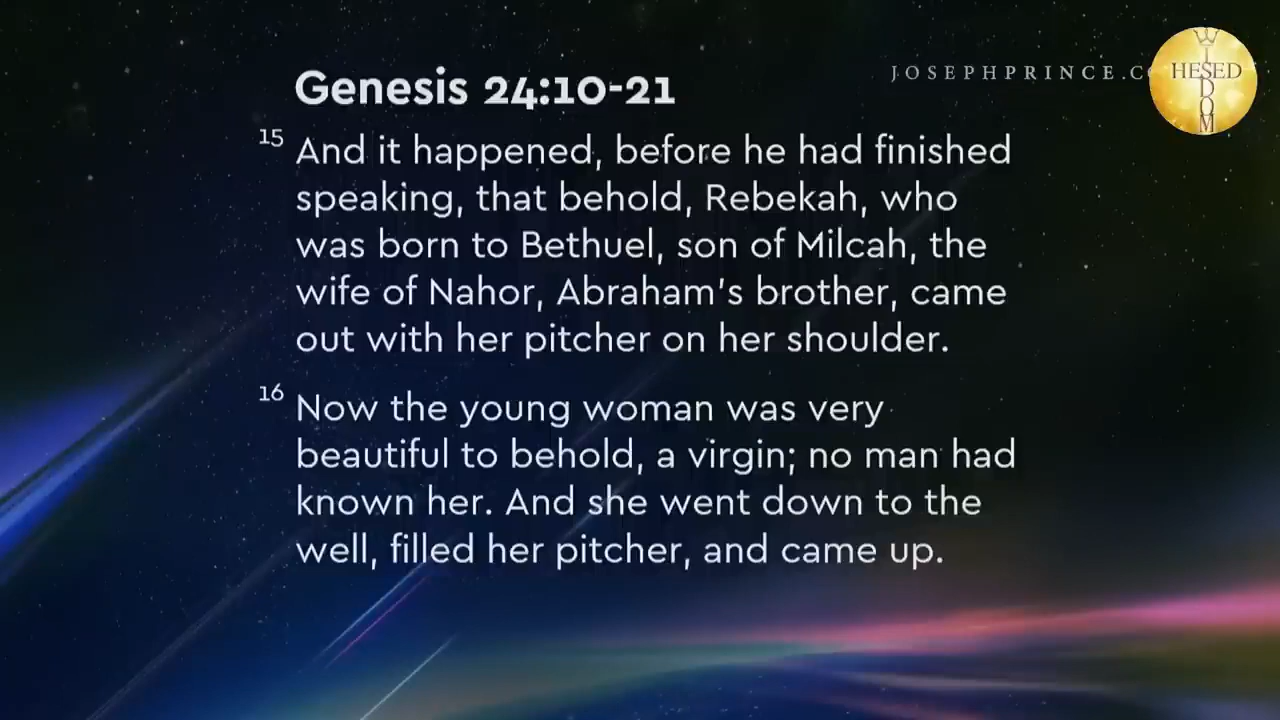 JOSEPHPRINCE.C
HESED
WISDOM
Genesis 24:10-21
15 And it happened, before he had finished
speaking, that behold, Rebekah, who
was born to Bethuel, son of Milcah, the
wife of Nahor, Abraham's brother, came
out with her pitcher on her shoulder.
16 Now the young woman was very
beautiful to behold, a virgin; no man had
known her. And she went down to the
well, filled her pitcher, and came up.